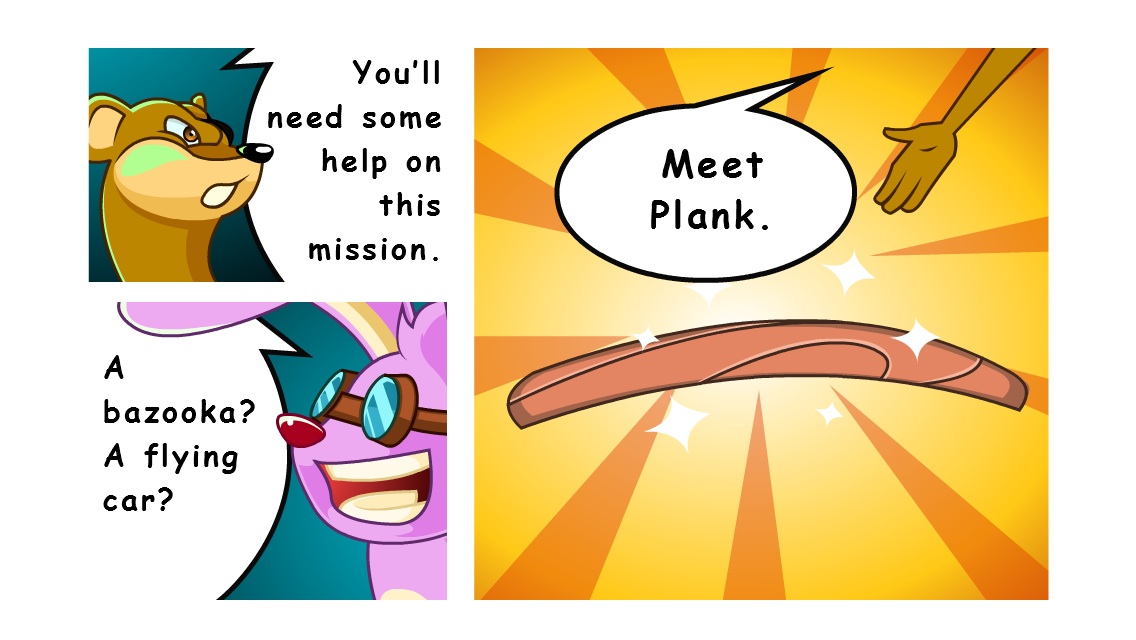 You'll
need some
help on
this
mission.
A
bazooka?
A flying
car?
Meet
Plank.